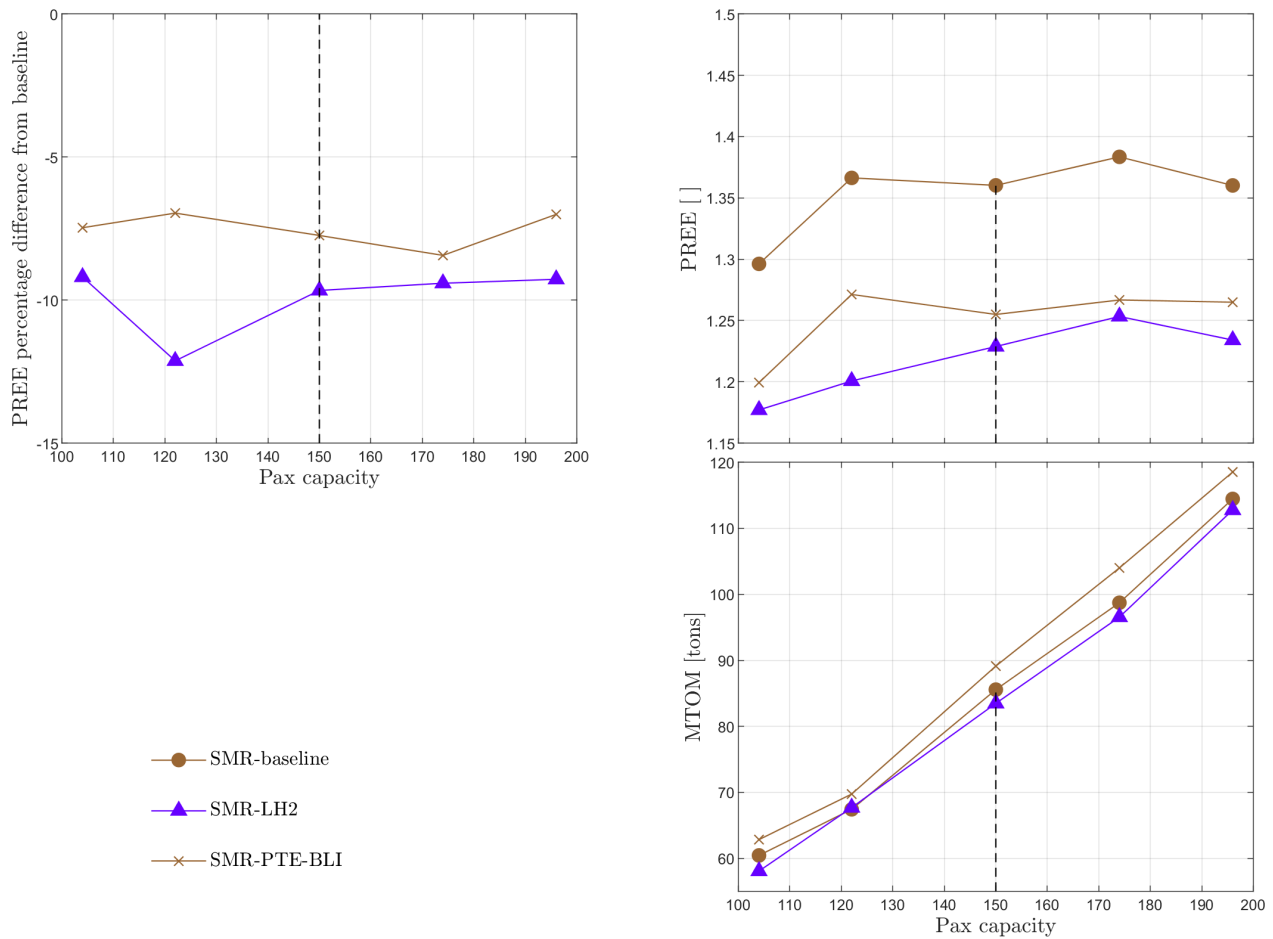 PREE percentage difference from baseline
0
-5
-10
-15
100 110 120 130 140 150 160 170 180 190 200
Pax capacity
PREE [ ]
1.5
1.45
1.4
1.35
1.3
1.25
1.2
1.15
MTOM [tons]
120
110
100
90
80
70
60
100 110 120 130 140 150 160 170 180 190 200
Pax capacity
SMR-baseline
SMR-LH2
SMR-PTE-BLI